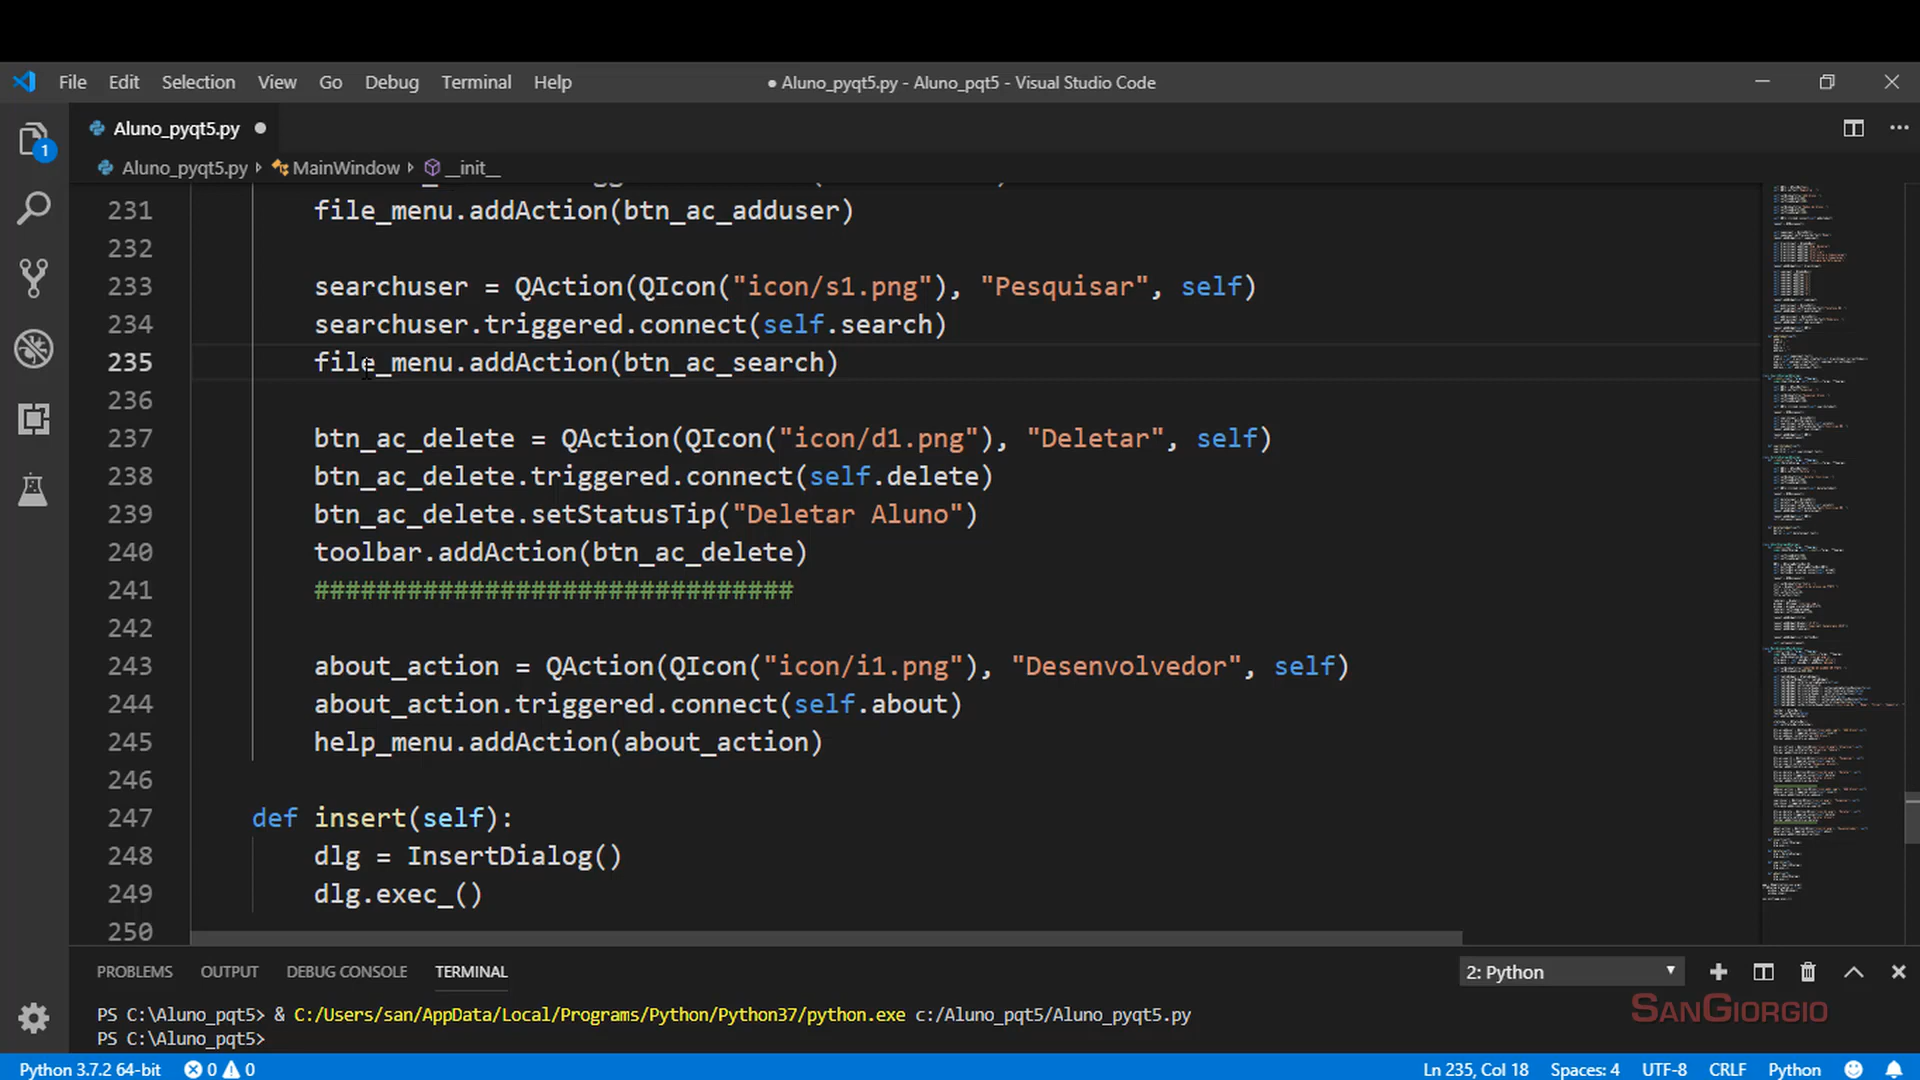 File Edit Selection View Go Debug Terminal Help
● Aluno_pyqt5.py - Aluno_pqt5 - Visual Studio Code
Aluno_pyqt5.py ●
1
Aluno_pyqt5.py MainWindow __init__
231 file_menu.addAction(btn_ac_adduser)
232
233 searchuser = QAction(QIcon("icon/s1.png"), "Pesquisar", self)
234 searchuser.triggered.connect(self.search)
235 file_menu.addAction(btn_ac_search)
236
237 btn_ac_delete = QAction(QIcon("icon/d1.png"), "Deletar", self)
238 btn_ac_delete.triggered.connect(self.delete)
239 btn_ac_delete.setStatusTip("Deletar Aluno")
240 toolbar.addAction(btn_ac_delete)
241 ###############################
242
243 about_action = QAction(QIcon("icon/i1.png"), "Desenvolvedor", self)
244 about_action.triggered.connect(self.about)
245 help_menu.addAction(about_action)
246
247 def insert(self):
248 dlg = InsertDialog()
249 dlg.exec_()
250
PROBLEMS OUTPUT DEBUG CONSOLE TERMINAL 2: Python
PS C:\Aluno_pqt5> & C:/Users/san/AppData/Local/Programs/Python/Python37/python.exe c:/Aluno_pqt5/Aluno_pyqt5.py
PS C:\Aluno_pqt5>
SANGIORGIO
Python 3.7.2 64-bit 0 0 Ln 235, Col 18 Spaces: 4 UTF-8 CRLF Python